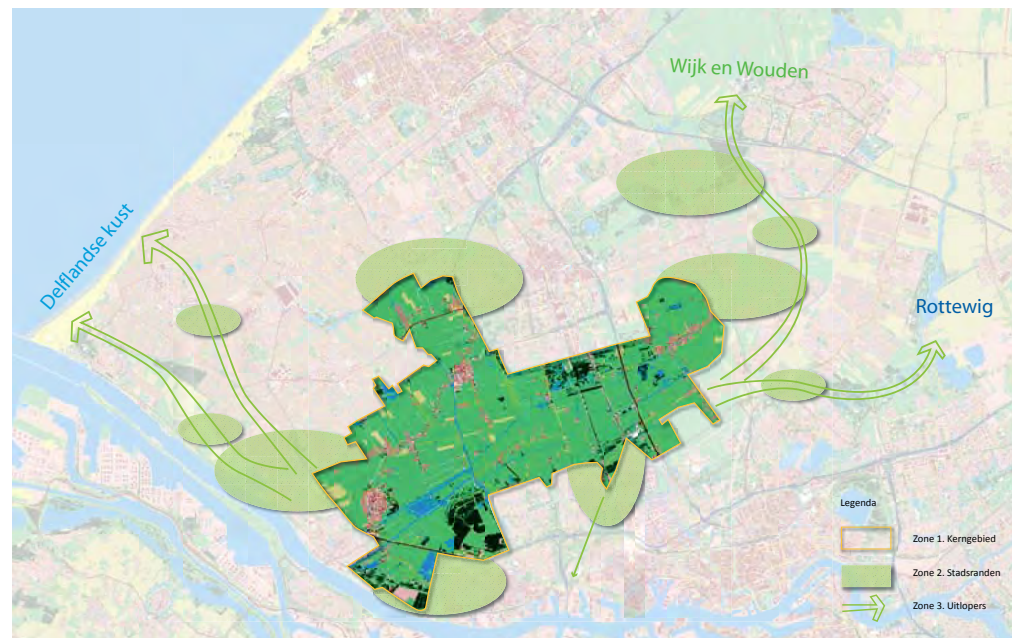 Wijk en Wouden
Delflandse kust
Rottewig
Legenda
Zone 1. Kerngebied
Zone 2. Stadsranden
Zone 3. Uitlopers